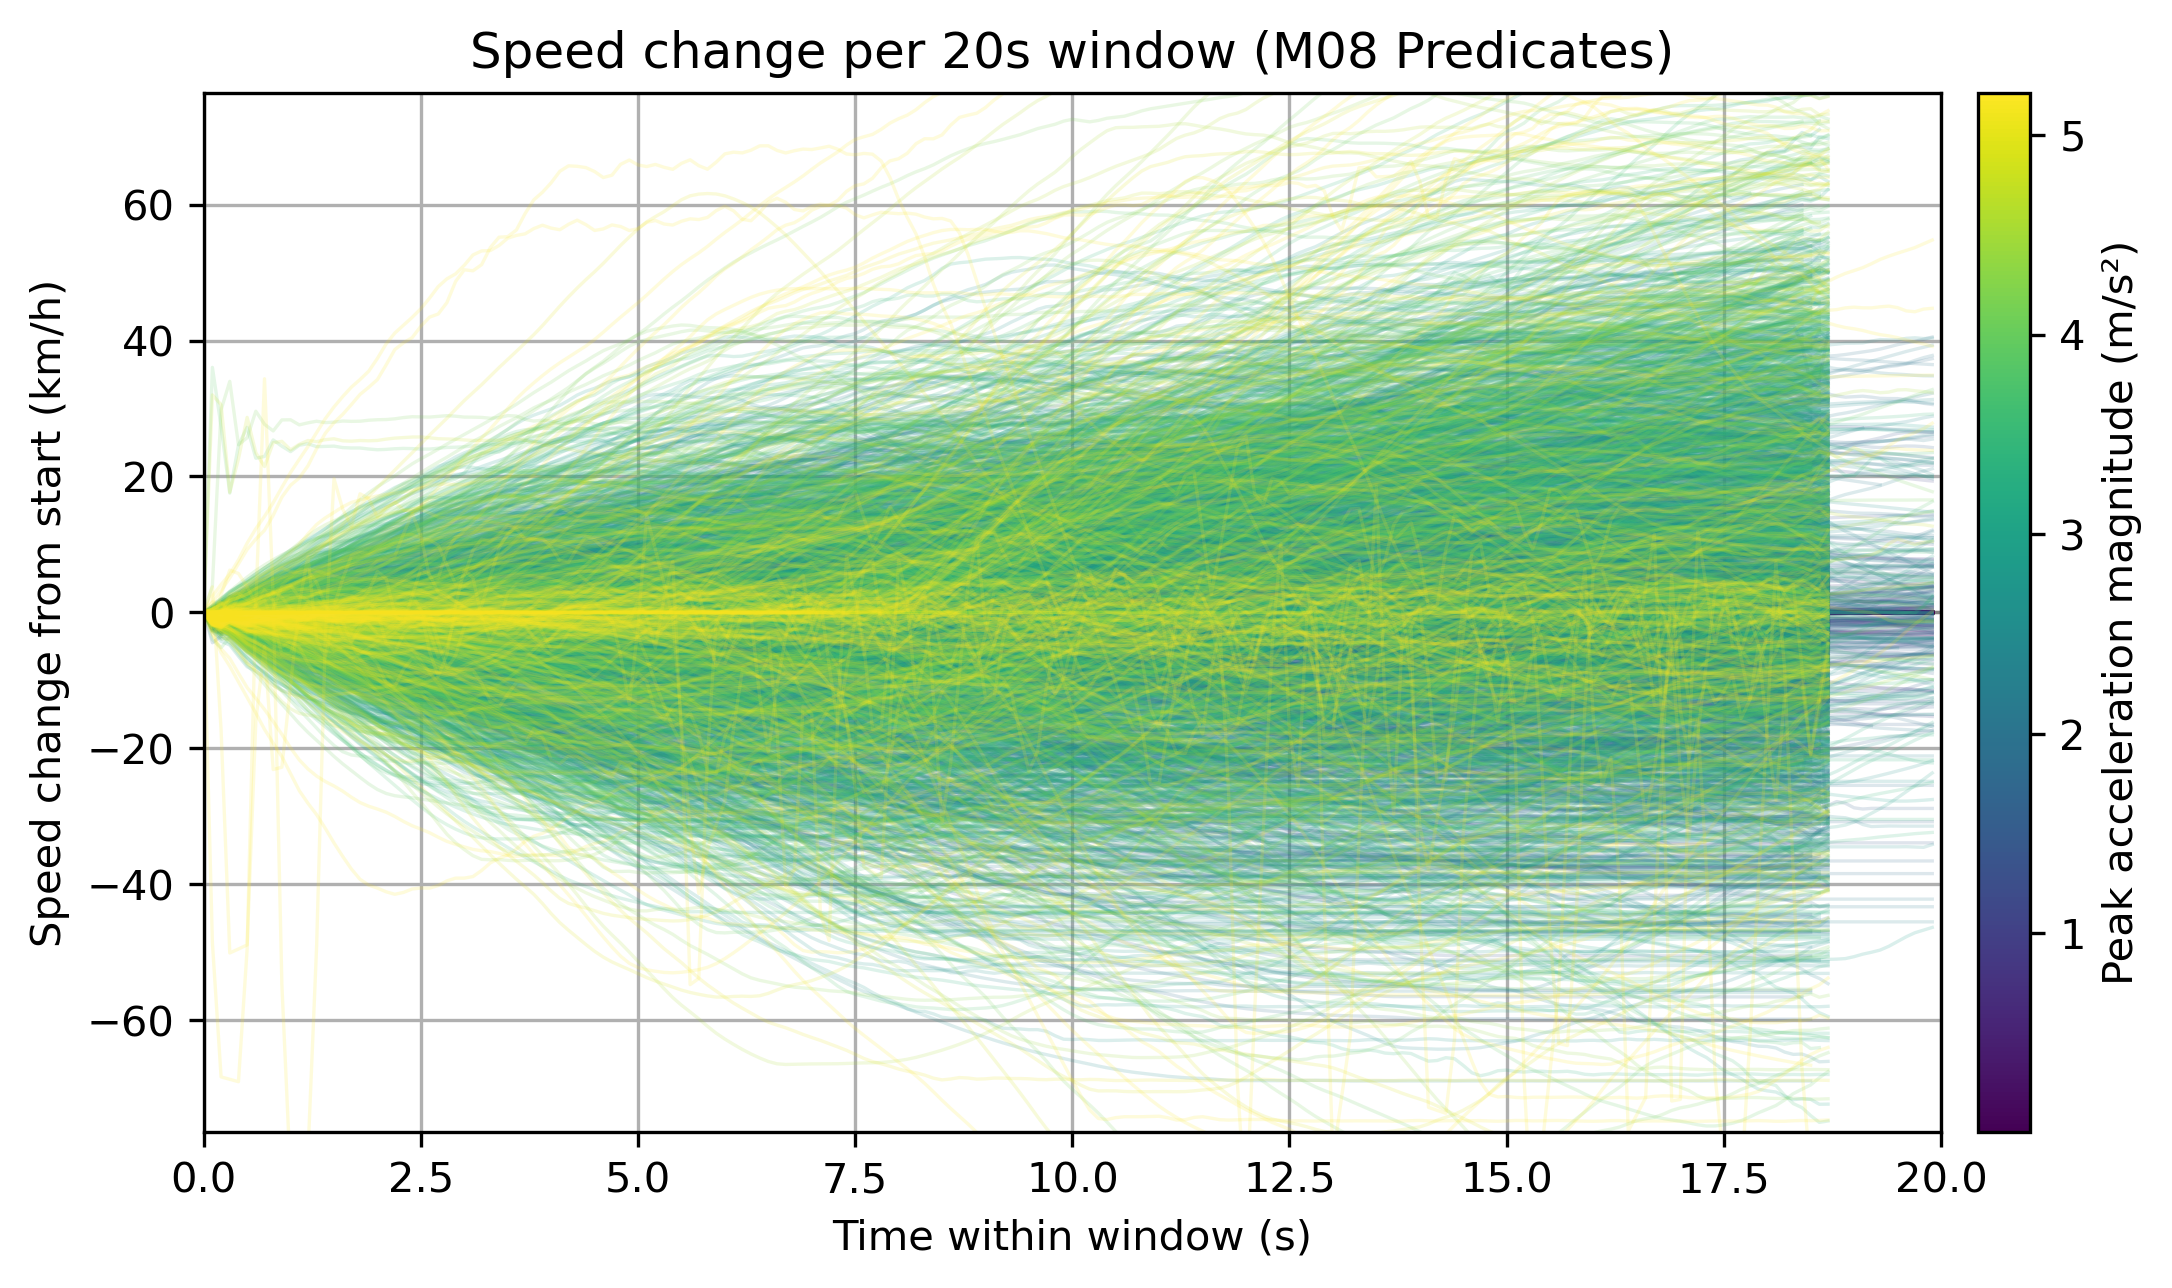 Speed change per 20s window (M08 Predicates)
Speed change from start (km/h)
60
40
20
0
−20
−40
−60
0.0 2.5 5.0 7.5 10.0 12.5 15.0 17.5 20.0
Time within window (s)
5
4
3
2
1
Peak acceleration magnitude (m/s²)